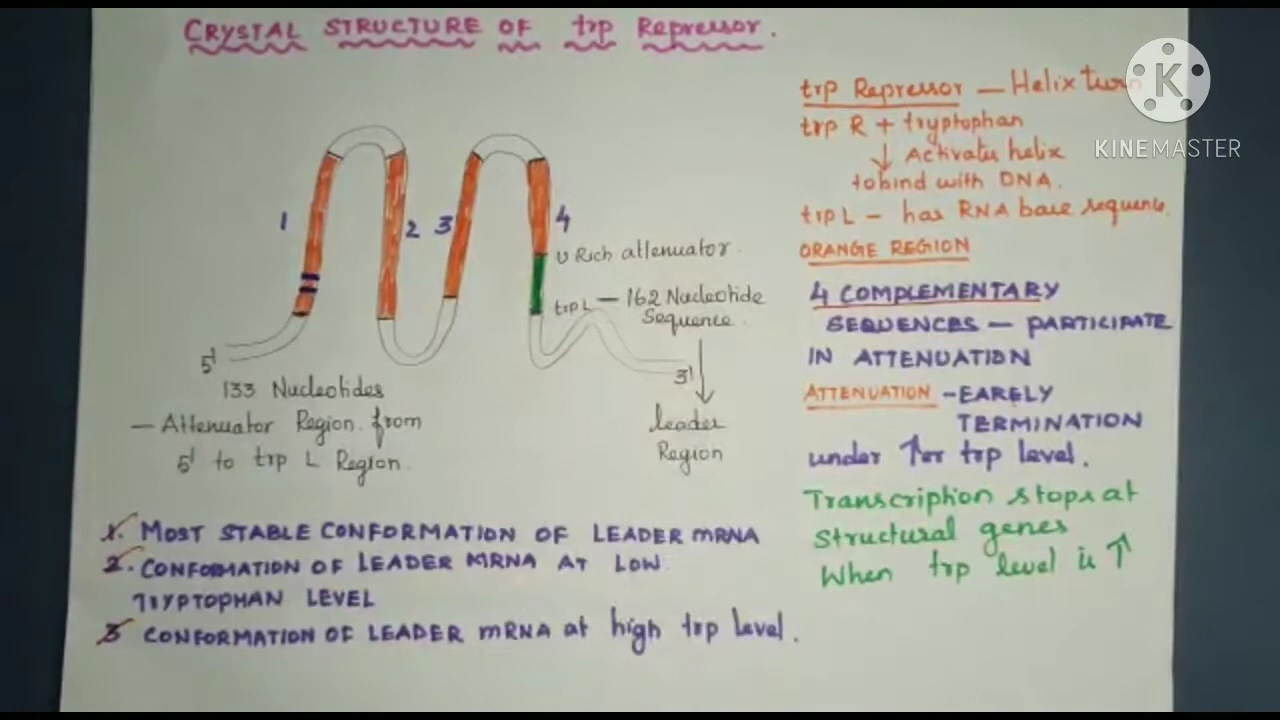 CRYSTAL STRUCTURE OF trp Repressor.
1
2
3
4
U Rich attenuator.
trp L — 162 Nucleotide
Sequence.
5'
3'
133 Nucleotides
— Attenuator Region from
5' to trp L Region.
leader
Region
1. MOST STABLE CONFORMATION OF LEADER mRNA
2. CONFORMATION OF LEADER MRNA AT LOW
TRYPTOPHAN LEVEL
3 CONFORMATION OF LEADER mRNA at high trp level.
trp Repressor — Helix turn
trp R + tryptophan
↓ Activates helix
to bind with DNA.
trp L – has RNA base sequence.
ORANGE REGION
4 COMPLEMENTARY
SEQUENCES — PARTICIPATE
IN ATTENUATION
ATTENUATION – EARELY
TERMINATION
under ↑er trp level.
Transcription stops at
Structural genes
When trp level is ↑
K
KINEMASTER